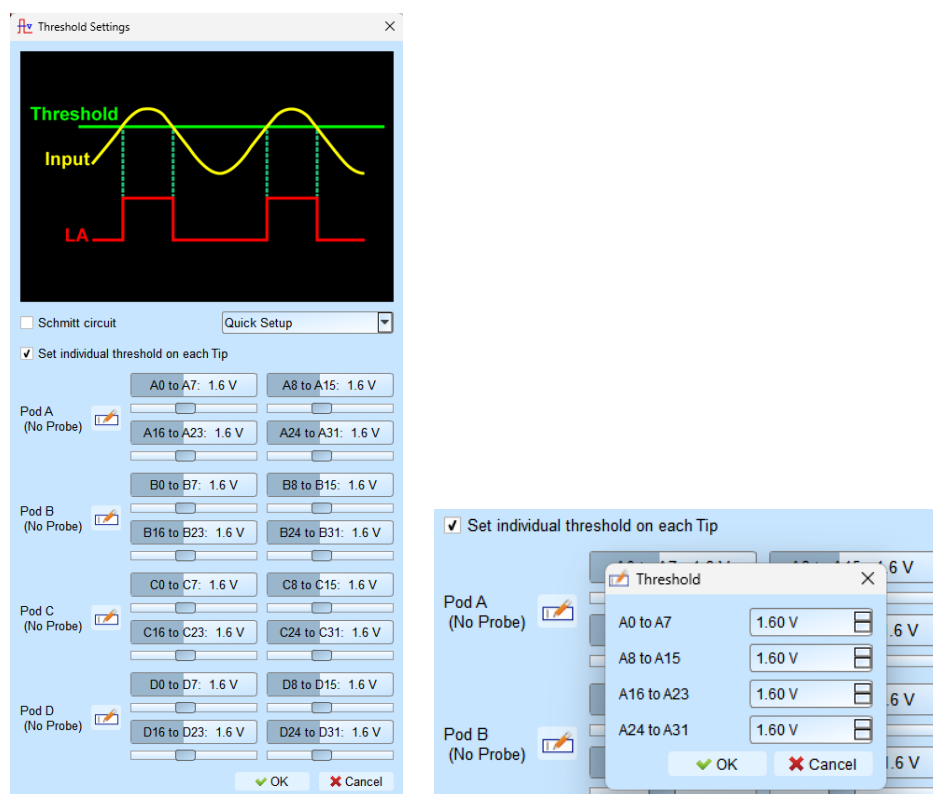 Threshold Settings
Threshold
Input
LA
Schmitt circuit
Quick Setup
Set individual threshold on each Tip
Pod A
(No Probe)
A0 to A7: 1.6 V
A8 to A15: 1.6 V
A16 to A23: 1.6 V
A24 to A31: 1.6 V
Pod B
(No Probe)
B0 to B7: 1.6 V
B8 to B15: 1.6 V
B16 to B23: 1.6 V
B24 to B31: 1.6 V
Pod C
(No Probe)
C0 to C7: 1.6 V
C8 to C15: 1.6 V
C16 to C23: 1.6 V
C24 to C31: 1.6 V
Pod D
(No Probe)
D0 to D7: 1.6 V
D8 to D15: 1.6 V
D16 to D23: 1.6 V
D24 to D31: 1.6 V
OK
Cancel
Set individual threshold on each Tip
Pod A
(No Probe)
Pod B
(No Probe)
Threshold
A0 to A7
1.60 V
A8 to A15
1.60 V
A16 to A23
1.60 V
A24 to A31
1.60 V
OK
Cancel